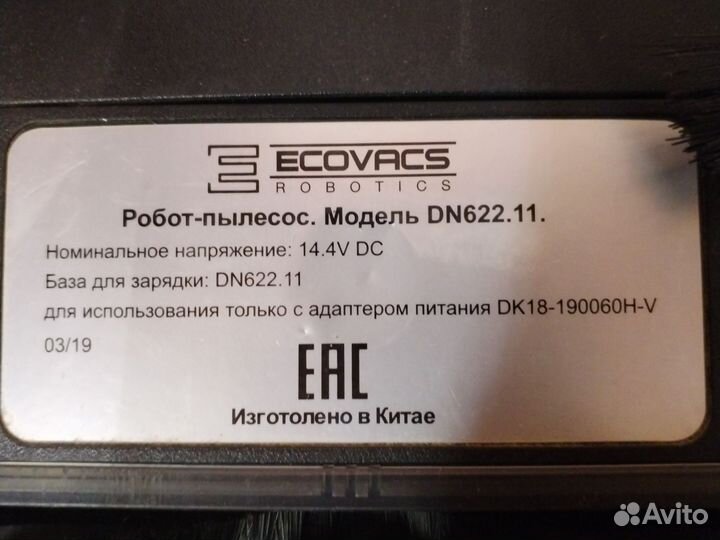 ECOVACS
ROBOTICS
Робот-пылесос. Модель DN622.11.
Номинальное напряжение: 14.4V DC
База для зарядки: DN622.11
для использования только с адаптером питания DK18-190060H-V
03/19
EAC
Изготолено в Китае
Avito